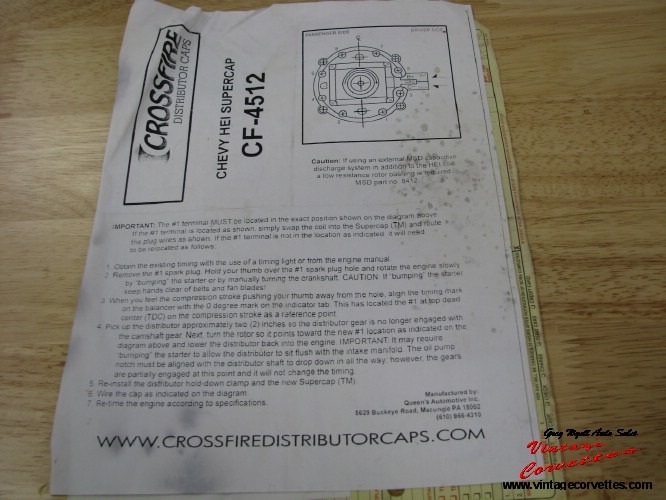 CROSSFIRE
DISTRIBUTOR CAPS
CHEVY HEI SUPERCAP
CF-4512
PASSENGER SIDE
DRIVER SIDE
Caution: If using an external MSD capacitive
discharge system in addition to the HEI coil
a low resistance rotor bushing is required
MSD part no. 8412
IMPORTANT: The #1 terminal MUST be located in the exact position shown on the diagram above.
If the #1 terminal is located as shown, simply swap the coil into the Supercap (TM) and route
the plug wires as shown. If the #1 terminal is not in the location as indicated, it will need
to be relocated as follows:
1. Obtain the existing timing with the use of a timing light or from the engine manual.
2. Remove the #1 spark plug. Hold your thumb over the #1 spark plug hole and rotate the engine slowly
by "bumping" the starter or by manually turning the crankshaft. CAUTION: If "bumping" the starter
keep hands clear of belts and fan blades!
3. When you feel the compression stroke pushing your thumb away from the hole, align the timing mark
on the balancer with the 0 degree mark on the indicator tab. This has located the #1 at top dead
center (TDC) on the compression stroke as a reference point.
4. Pick up the distributor approximately two (2) inches so the distributor gear is no longer engaged with
the camshaft gear. Next, turn the rotor so it points toward the new #1 location as indicated on the
diagram above and lower the distributor back into the engine. IMPORTANT: It may require
"bumping" the starter to allow the distributor to sit flush with the intake manifold. The oil pump
notch must be aligned with the distributor shaft to drop down in all the way; however, the gears
are partially engaged at this point and it will not change the timing.
5. Re-install the distributor hold-down clamp and the new Supercap (TM).
6. Wire the cap as indicated on the diagram.
7. Re-time the engine according to specifications.
Manufactured by:
Queen's Automotive Inc.
5629 Buckeye Road, Macungie PA 18062
(610) 966-4310
WWW.CROSSFIREDISTRIBUTORCAPS.COM
Greg Wyatt Auto Sales
Vintage
Corvettes
www.vintagecorvettes.com